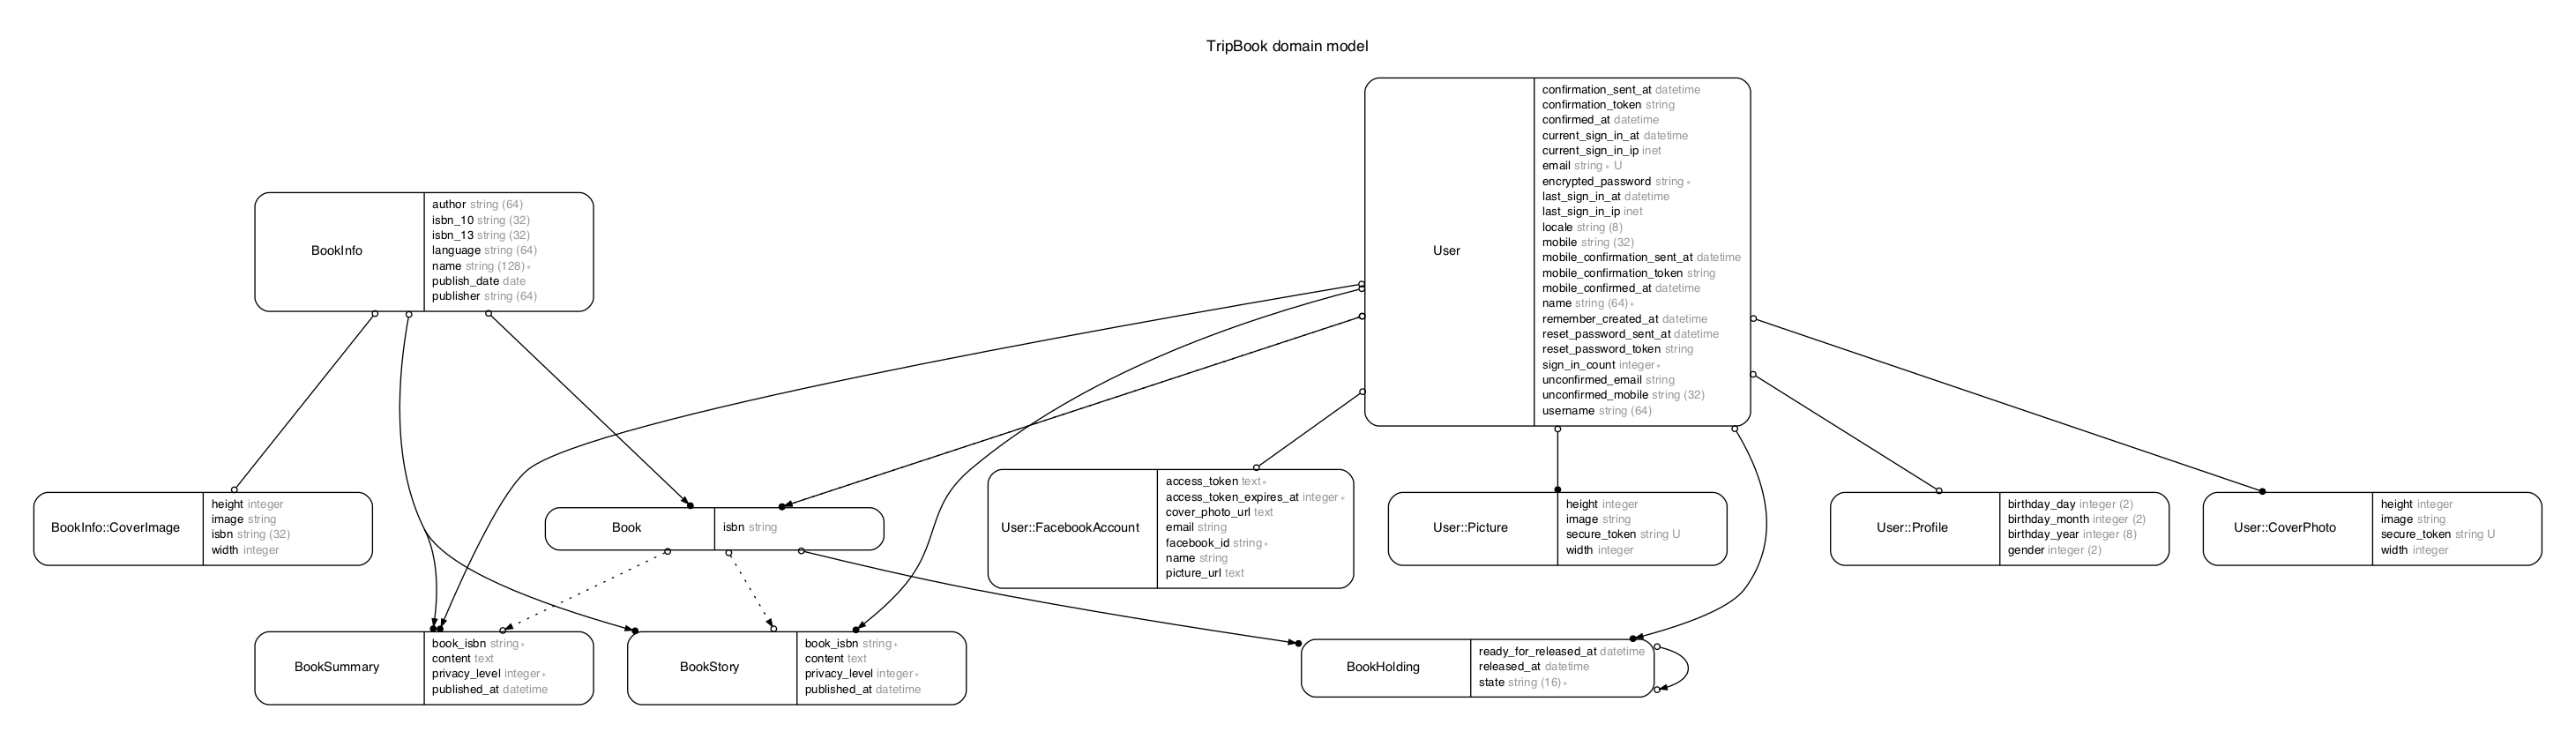 TripBook domain model
User
confirmation_sent_at datetime
confirmation_token string
confirmed_at datetime
current_sign_in_at datetime
current_sign_in_ip inet
email string ∗ U
encrypted_password string ∗
last_sign_in_at datetime
last_sign_in_ip inet
locale string (8)
mobile string (32)
mobile_confirmation_sent_at datetime
mobile_confirmation_token string
mobile_confirmed_at datetime
name string (64) ∗
remember_created_at datetime
reset_password_sent_at datetime
reset_password_token string
sign_in_count integer ∗
unconfirmed_email string
unconfirmed_mobile string (32)
username string (64)
BookInfo
author string (64)
isbn_10 string (32)
isbn_13 string (32)
language string (64)
name string (128) ∗
publish_date date
publisher string (64)
BookInfo::CoverImage
height integer
image string
isbn string (32)
width integer
Book
isbn string
User::FacebookAccount
access_token text ∗
access_token_expires_at integer ∗
cover_photo_url text
email string
facebook_id string ∗
name string
picture_url text
User::Picture
height integer
image string
secure_token string U
width integer
User::Profile
birthday_day integer (2)
birthday_month integer (2)
birthday_year integer (8)
gender integer (2)
User::CoverPhoto
height integer
image string
secure_token string U
width integer
BookSummary
book_isbn string ∗
content text
privacy_level integer ∗
published_at datetime
BookStory
book_isbn string ∗
content text
privacy_level integer ∗
published_at datetime
BookHolding
ready_for_released_at datetime
released_at datetime
state string (16) ∗